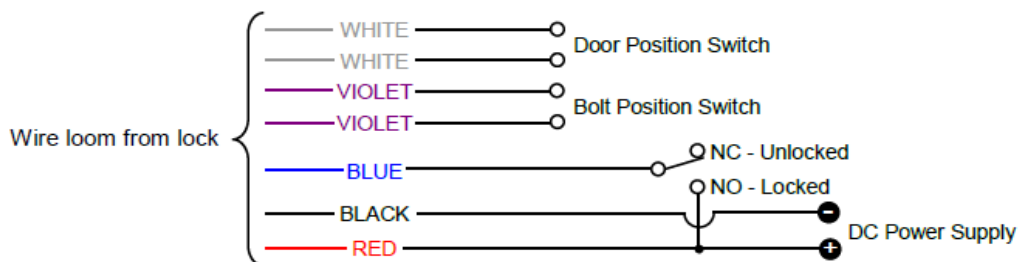 WHITE
Door Position Switch
WHITE
VIOLET
Bolt Position Switch
VIOLET
Wire loom from lock
NC - Unlocked
BLUE
NO - Locked
BLACK
-
DC Power Supply
RED
+